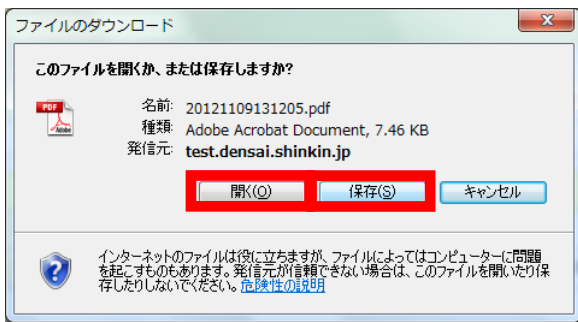 ファイルのダウンロード
このファイルを開くか、または保存しますか?
PDF
Adobe
名前: 20121109131205.pdf
種類: Adobe Acrobat Document, 7.46 KB
発信元: test.densai.shinkin.jp
開く(O) 保存(S) キャンセル
インターネットのファイルは役に立ちますが、ファイルによってはコンピューターに問題
を起こすものもあります。発信元が信頼できない場合は、このファイルを開いたり保
存したりしないでください。危険性の説明